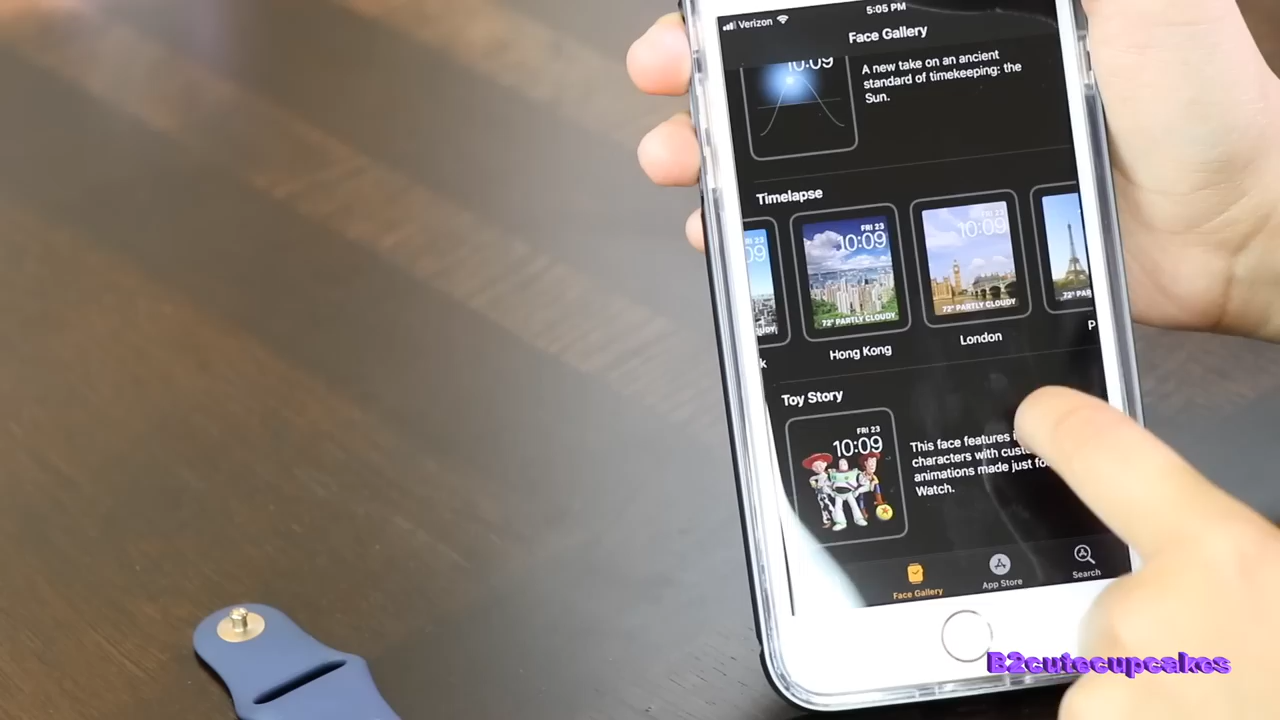 Verizon
5:05 PM
Face Gallery
10:09
A new take on an ancient
standard of timekeeping: the
Sun.
Timelapse
FRI 23
10:09
72° PARTLY CLOUDY
Hong Kong
FRI 23
10:09
72° PARTLY CLOUDY
London
Toy Story
FRI 23
10:09
This face features
characters with
animations made just
Watch.
Face Gallery
App Store
Search
B2cutecupcakes